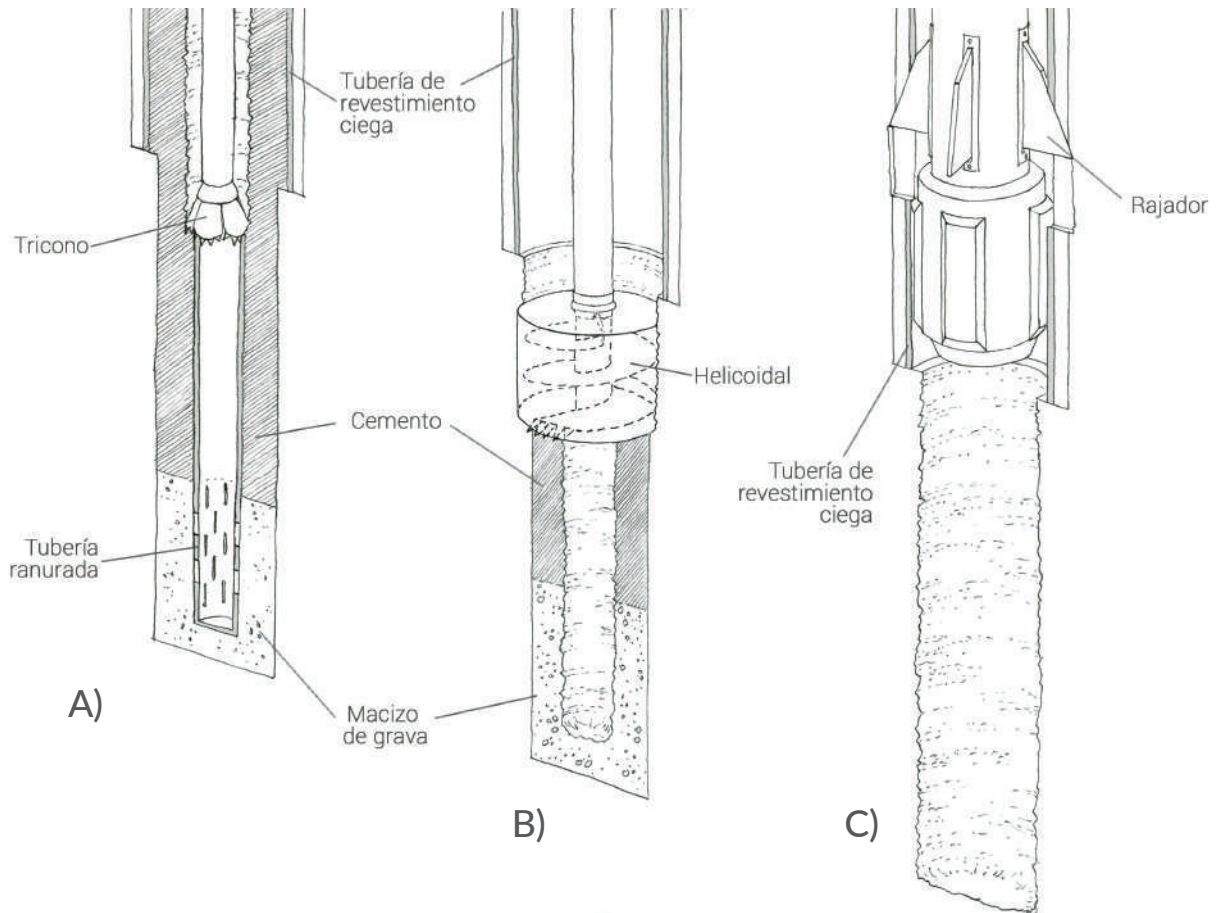 Tubería de
revestimiento
ciega
Tricono
Rajador
Helicoidal
Cemento
Tubería de
revestimiento
ciega
Tubería
ranurada
Macizo
de grava
A)
B)
C)